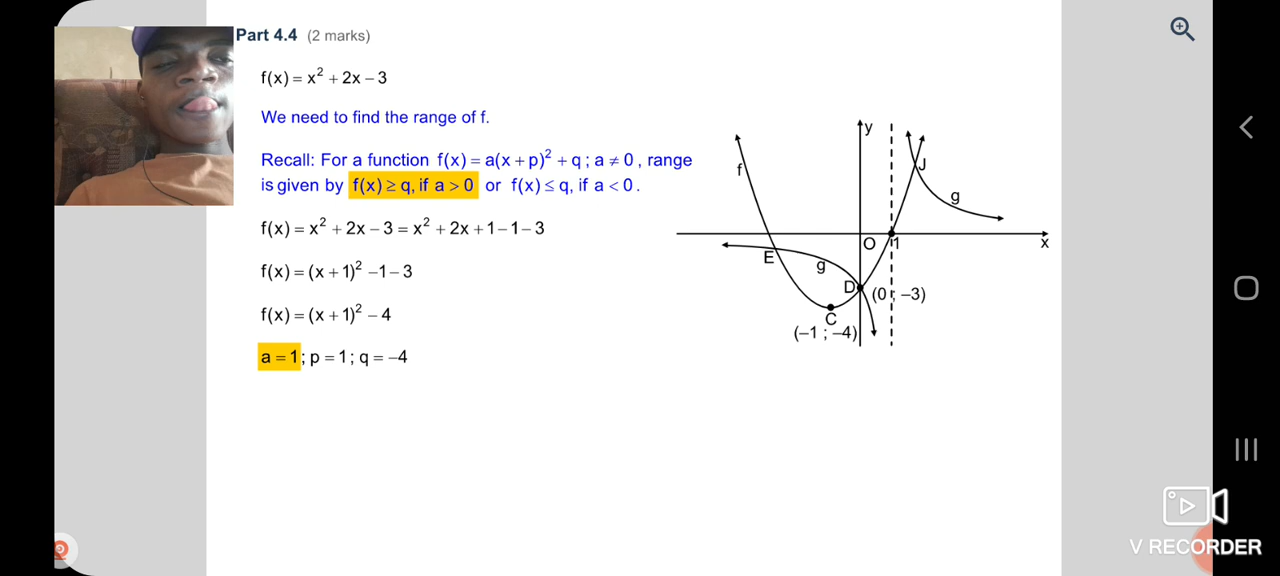 Part 4.4 (2 marks)
f(x) = x² + 2x – 3
We need to find the range of f.
Recall: For a function f(x) = a(x + p)² + q ; a ≠ 0 , range
is given by f(x) ≥ q, if a > 0 or f(x) ≤ q, if a < 0 .
f(x) = x² + 2x – 3 = x² + 2x + 1 – 1 – 3
f(x) = (x + 1)² – 1 – 3
f(x) = (x + 1)² – 4
a = 1 ; p = 1 ; q = –4
y
f
J
g
O
1
x
E
g
D
(0 ; –3)
C
(–1 ; –4)
V RECORDER